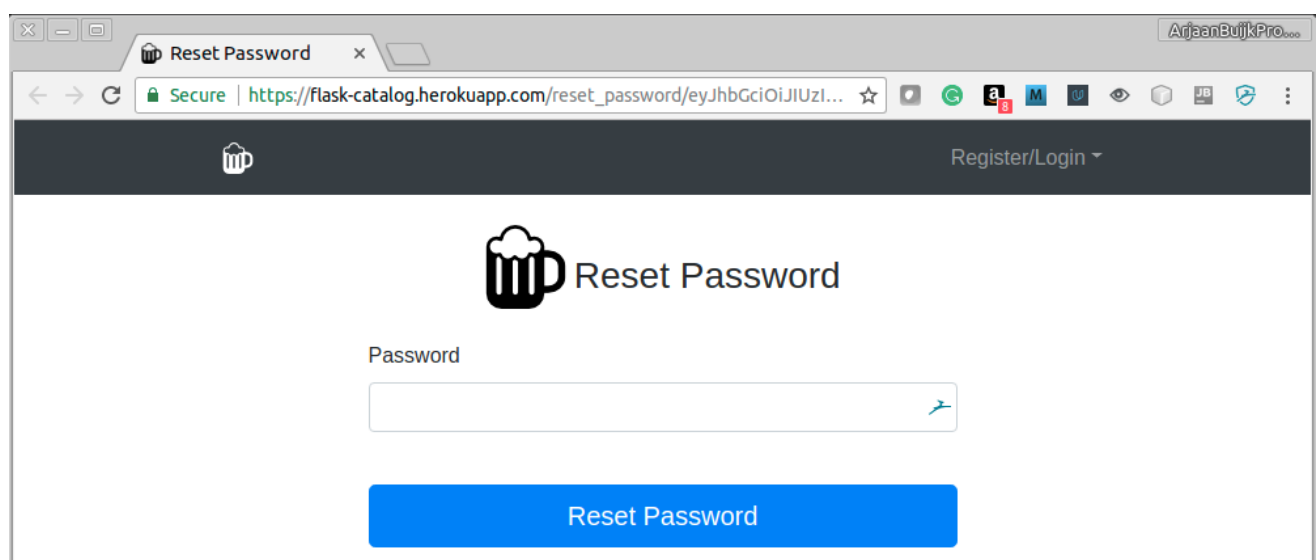 ArjaanBuijkPro...
Reset Password
Secure | https://flask-catalog.herokuapp.com/reset_password/eyJhbGciOiJIUzI...
8
Register/Login
Reset Password
Password
Reset Password